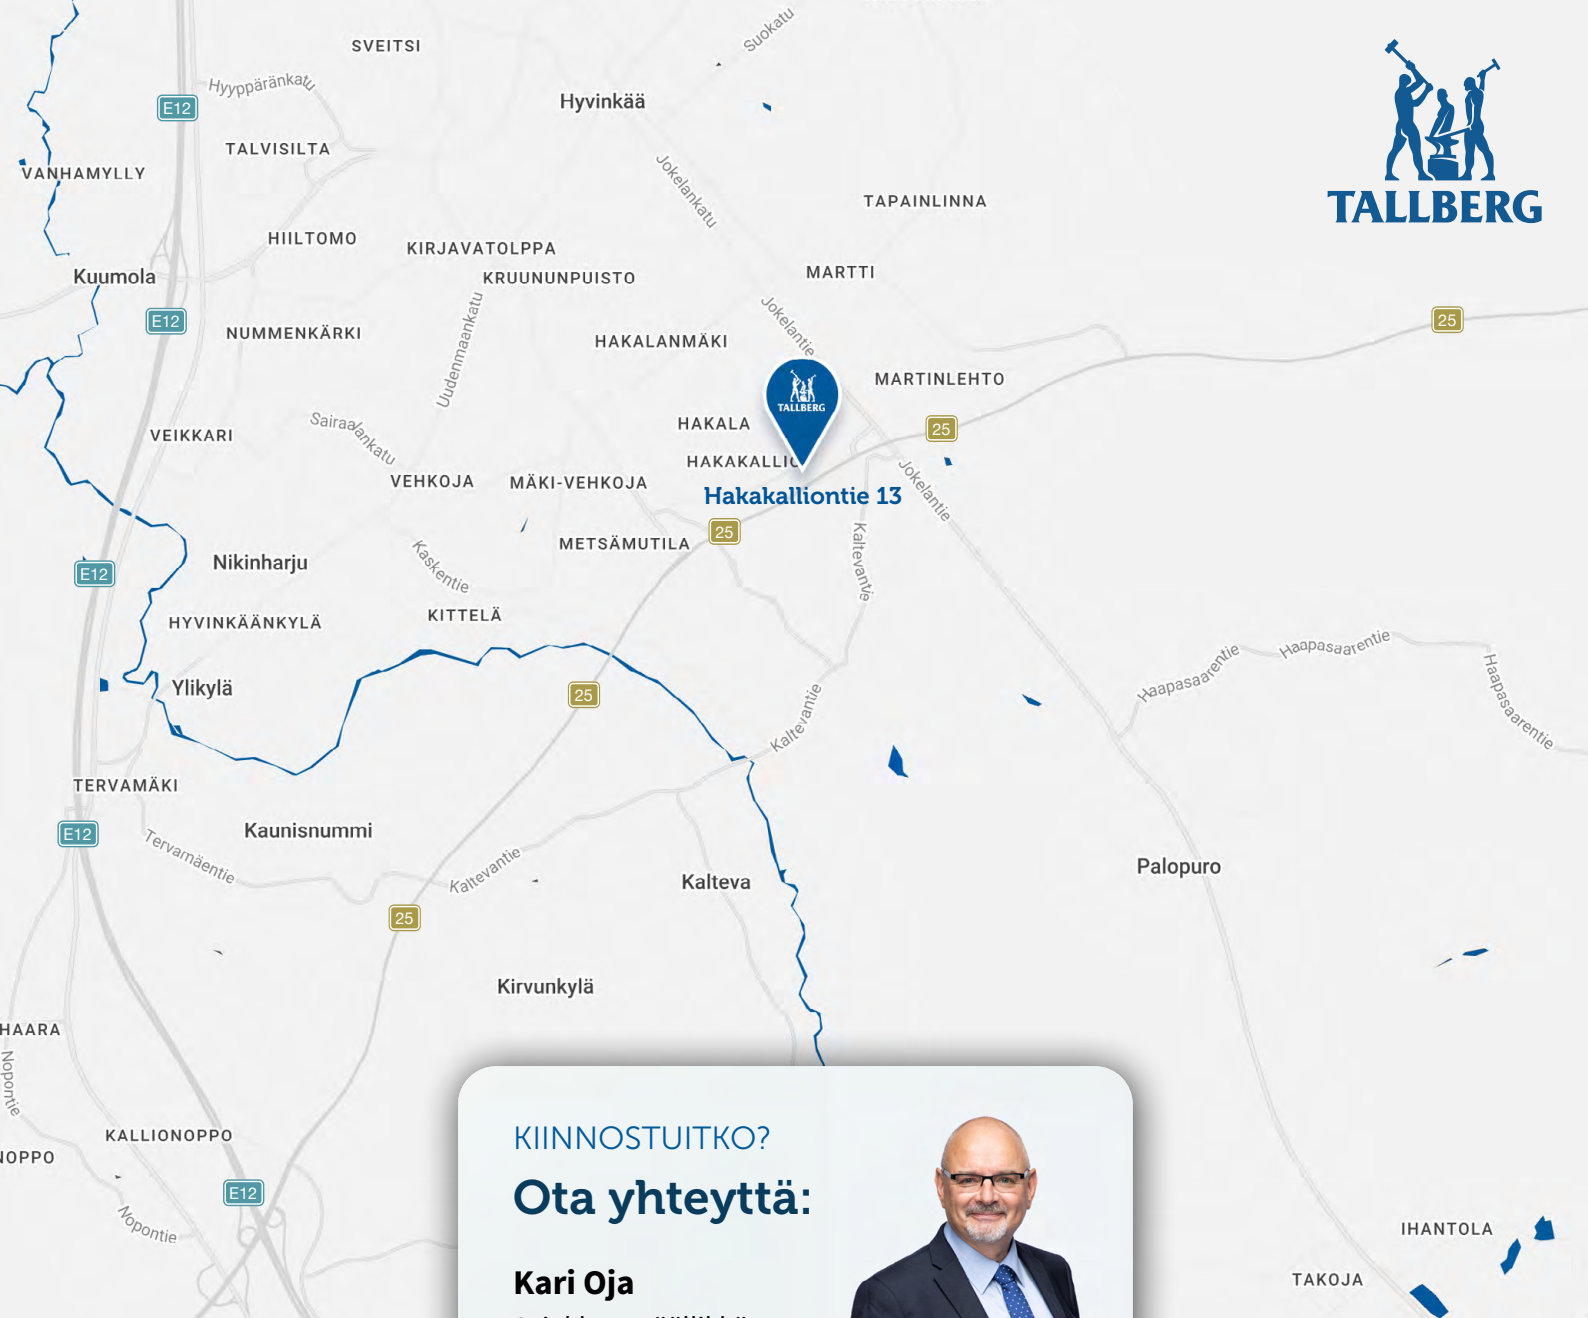 SVEITSI
Suokatu
Hyyppäränkatu
Hyvinkää
E12
TALVISILTA
VANHAMYLLY
Jokelankatu
TAPAINLINNA
TALLBERG
HIILTOMO
KIRJAVATOLPPA
Kuumola
KRUUNUNPUISTO
MARTTI
E12
Jokelantie
25
NUMMENKÄRKI
Uudenmaankatu
HAKALANMÄKI
MARTINLEHTO
TALLBERG
Sairaalankatu
HAKALA
25
VEIKKARI
HAKAKALLIO
VEHKOJA
MÄKI-VEHKOJA
Jokelantie
Hakakalliontie 13
25
METSÄMUTILA
Kaltevantie
Nikinharju
Kaskentie
E12
KITTELÄ
HYVINKÄÄNKYLÄ
Haapasaarentie
Haapasaarentie
Haapasaarentie
Ylikylä
25
Kaltevantie
TERVAMÄKI
E12
Kaunisnummi
Tervamäentie
Kaltevantie
Palopuro
Kalteva
25
Kirvunkylä
HAARA
Nopontie
KALLIONOPPO
NOPPO
E12
Nopontie
IHANTOLA
TAKOJA
KIINNOSTUITKO?
Ota yhteyttä:
Kari Oja